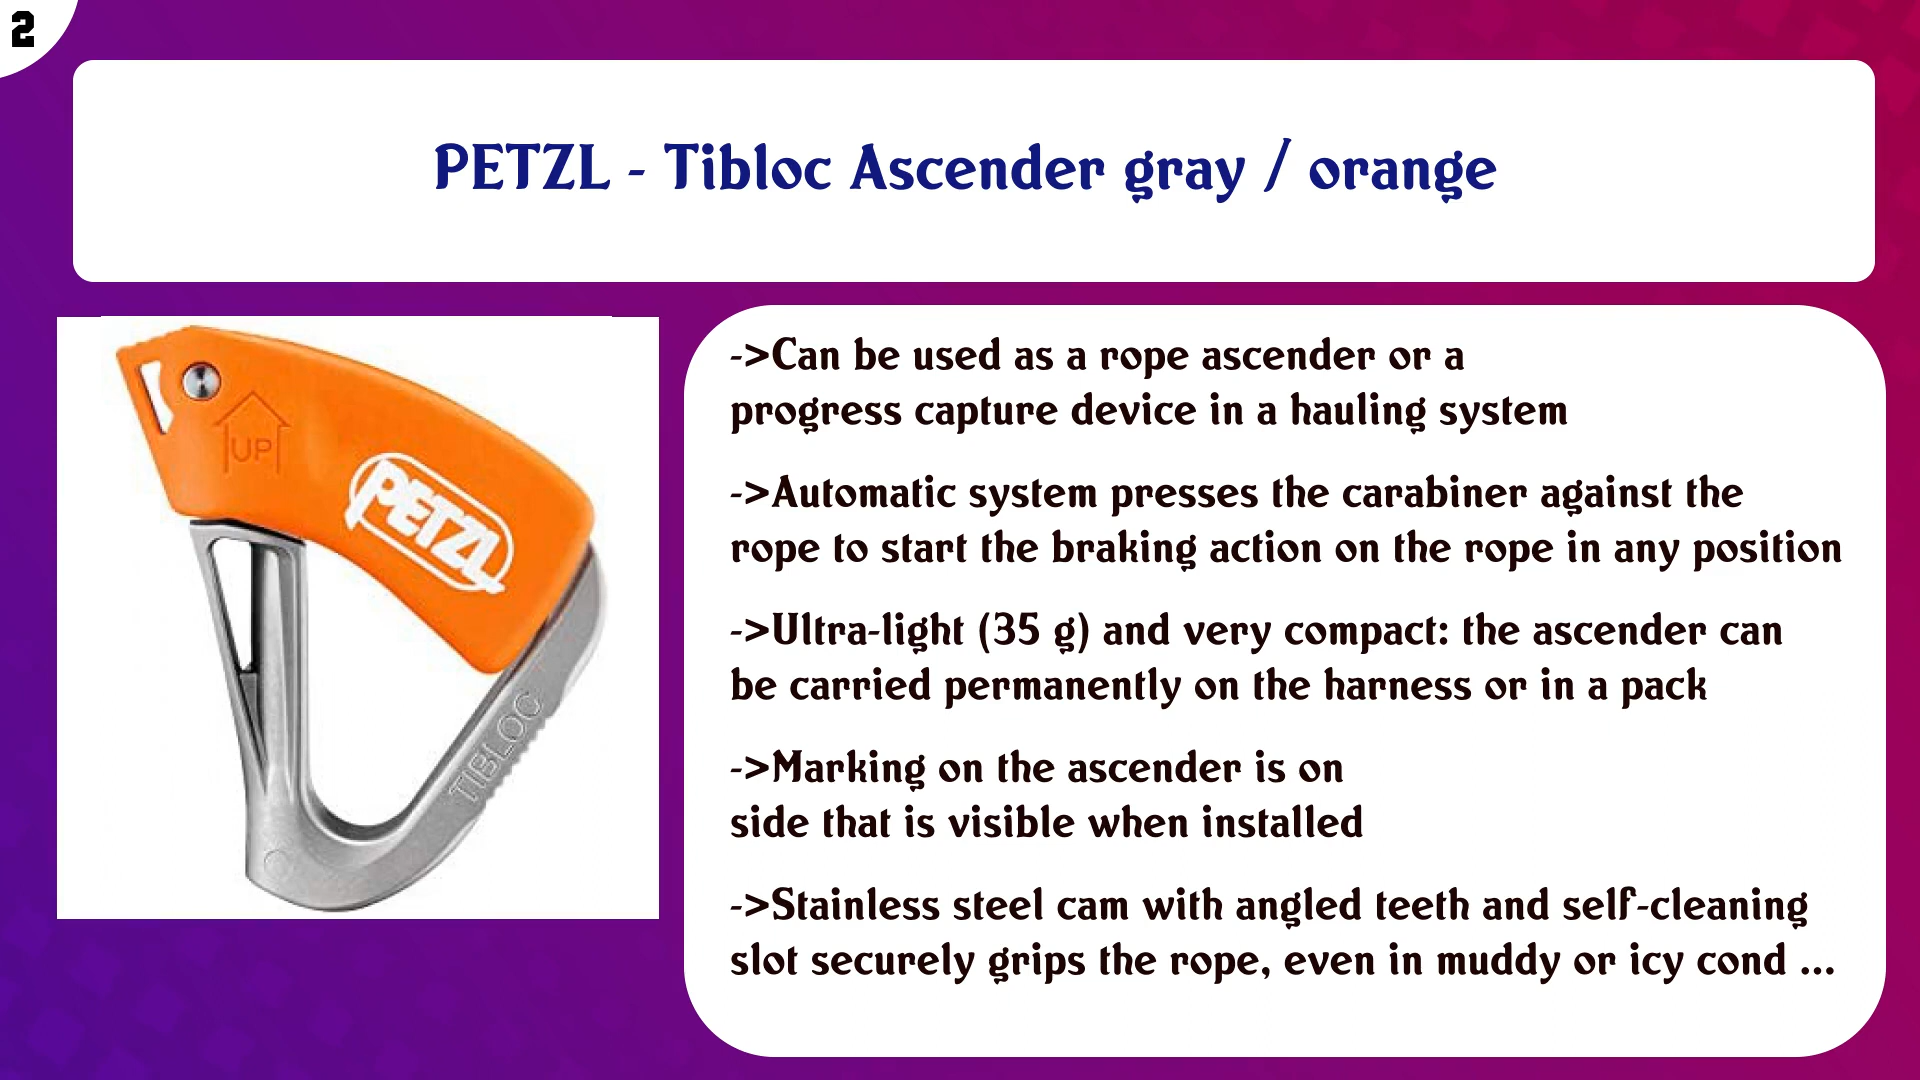 2
PETZL - Tibloc Ascender gray / orange
UP
PETZL
TIBLOC
->Can be used as a rope ascender or a
progress capture device in a hauling system
->Automatic system presses the carabiner against the
rope to start the braking action on the rope in any position
->Ultra-light (35 g) and very compact: the ascender can
be carried permanently on the harness or in a pack
->Marking on the ascender is on
side that is visible when installed
->Stainless steel cam with angled teeth and self-cleaning
slot securely grips the rope, even in muddy or icy cond ...